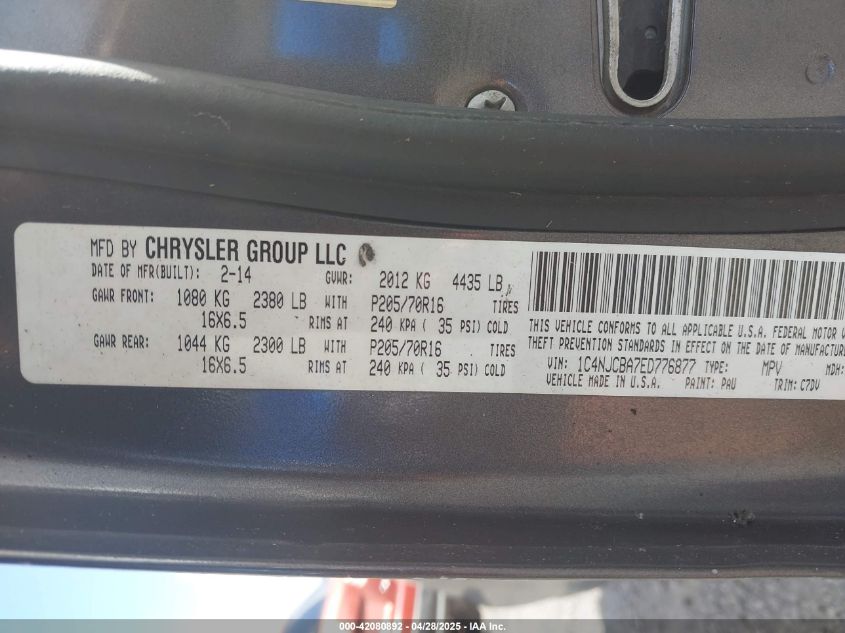 MFD BY CHRYSLER GROUP LLC
DATE OF MFR(BUILT): 2-14 GVWR: 2012 KG 4435 LB
GAWR FRONT: 1080 KG 2380 LB WITH P205/70R16 TIRES
16X6.5 RIMS AT 240 KPA ( 35 PSI) COLD
GAWR REAR: 1044 KG 2300 LB WITH P205/70R16 TIRES
16X6.5 RIMS AT 240 KPA ( 35 PSI) COLD
THIS VEHICLE CONFORMS TO ALL APPLICABLE U.S.A. FEDERAL MOTOR
THEFT PREVENTION STANDARDS IN EFFECT ON THE DATE OF MANUFACTURE
VIN: 1C4NJCBA7ED776877 TYPE: MPV MDH:
VEHICLE MADE IN U.S.A. PAINT: PAU TRIM: C7DV
000-42080892 - 04/28/2025 - IAA Inc.